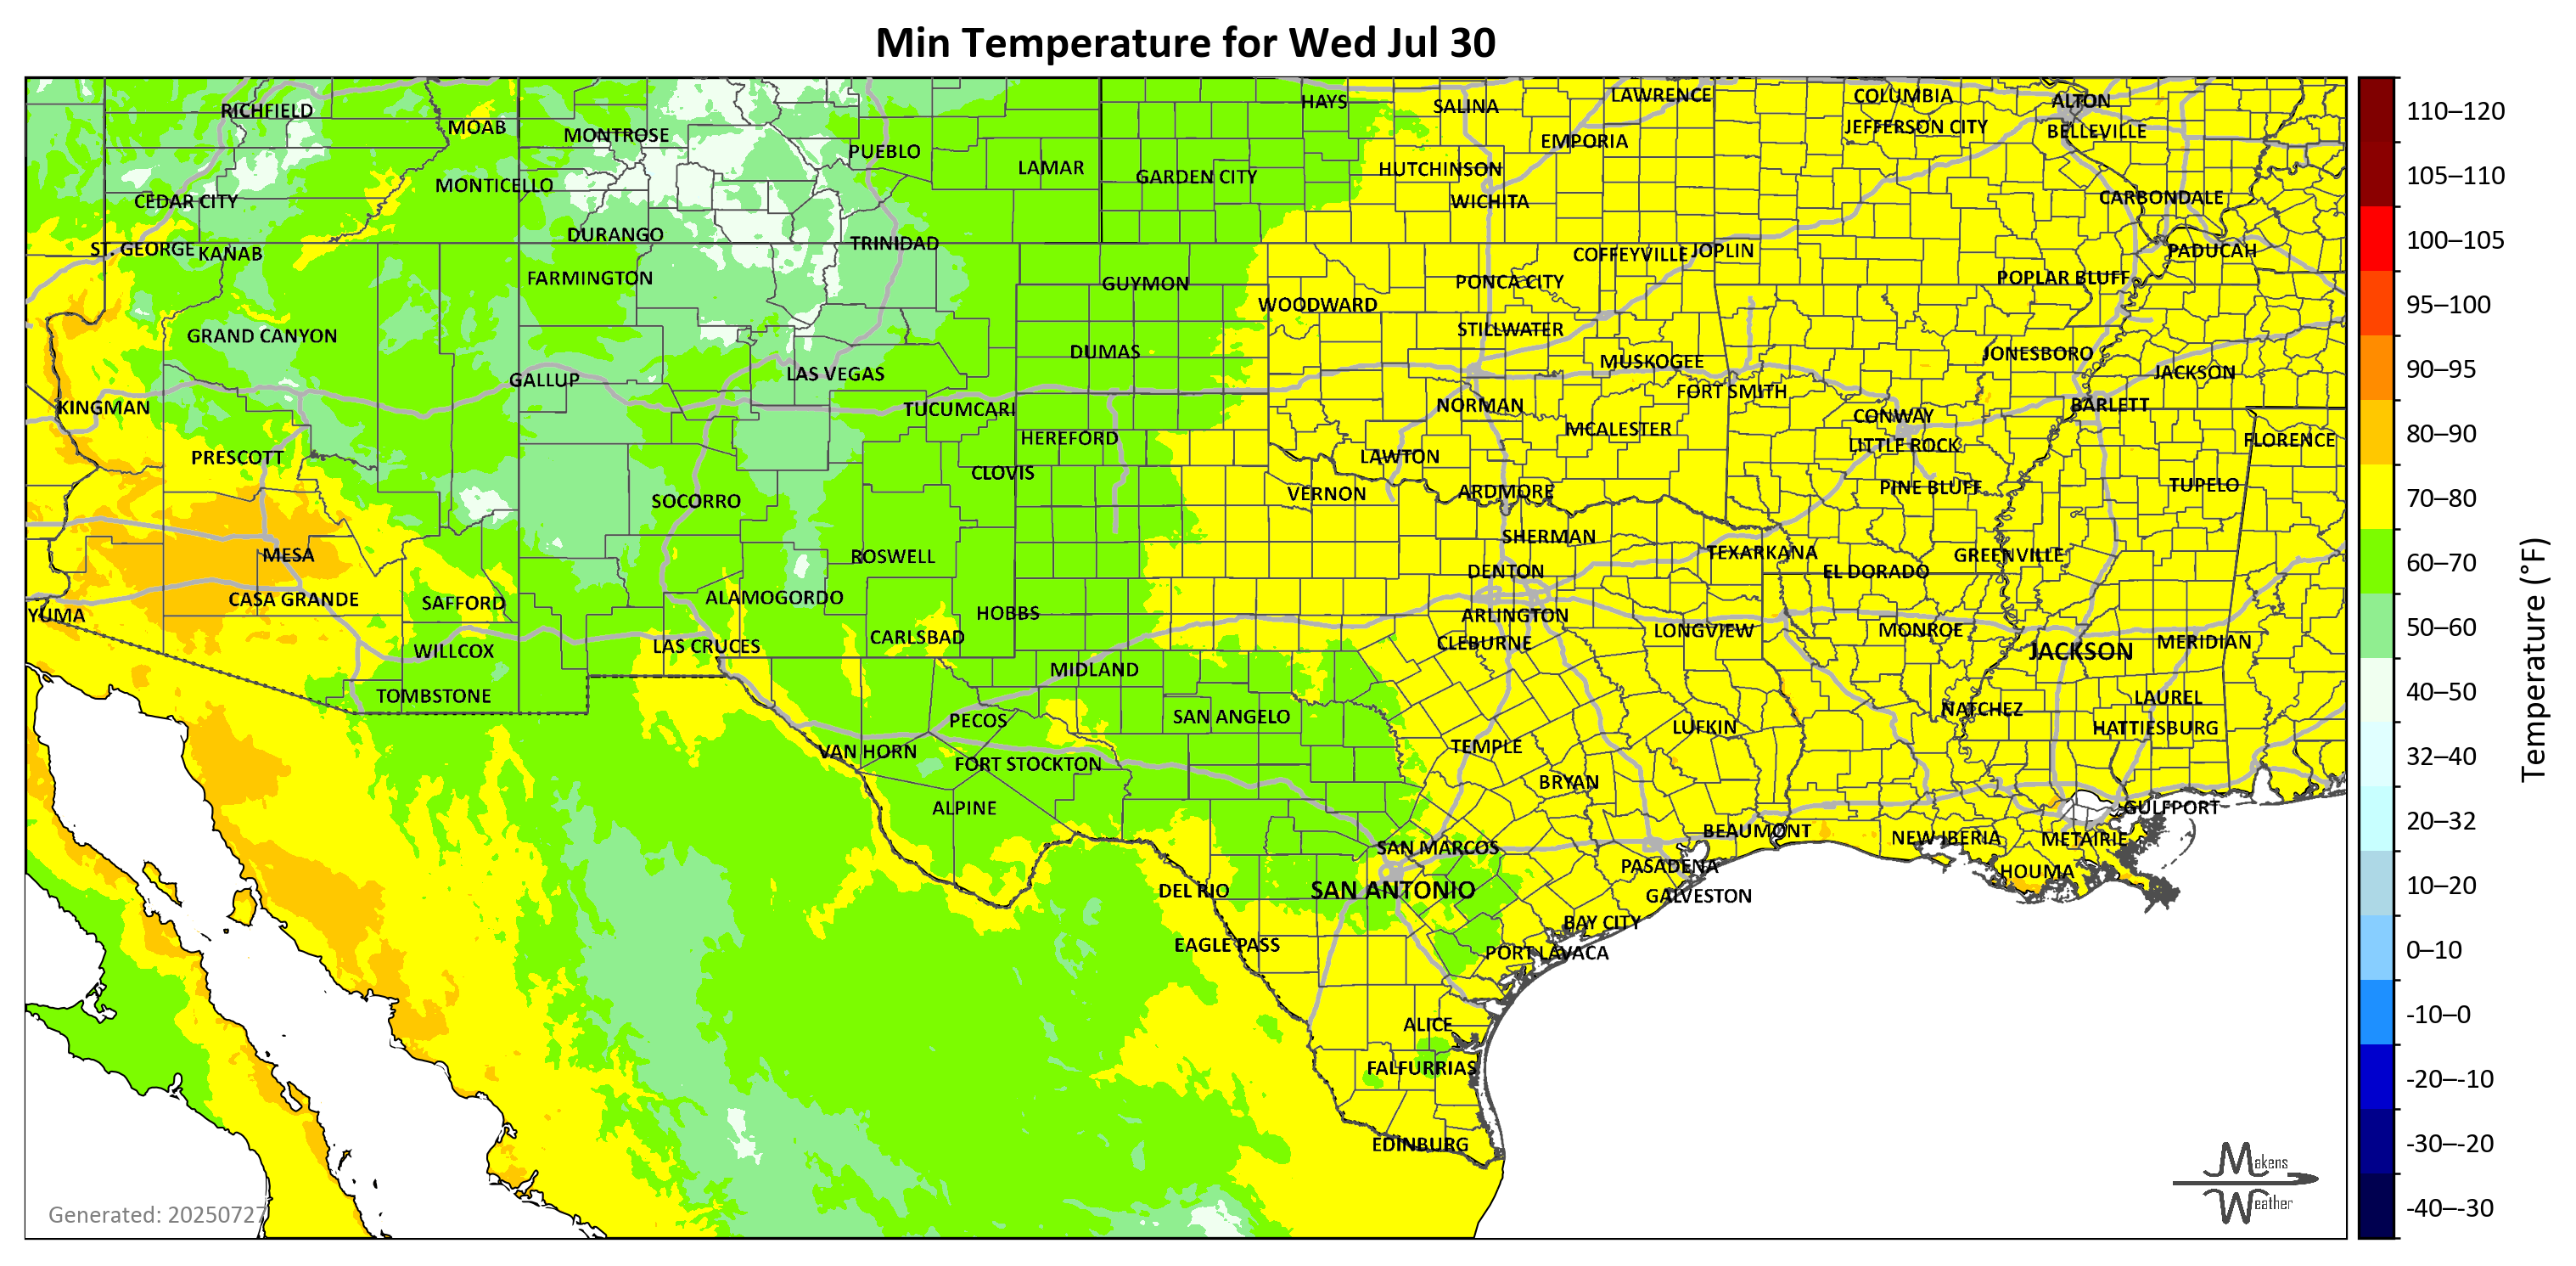 Min Temperature for Wed Jul 30
RICHFIELD
MOAB
MONTROSE
PUEBLO
LAMAR
HAYS
SALINA
LAWRENCE
COLUMBIA
ALTON
EMPORIA
JEFFERSON CITY
BELLEVILLE
CEDAR CITY
MONTICELLO
GARDEN CITY
HUTCHINSON
WICHITA
CARBONDALE
ST. GEORGE
KANAB
DURANGO
TRINIDAD
COFFEYVILLE
JOPLIN
PADUCAH
FARMINGTON
GUYMON
WOODWARD
PONCA CITY
POPLAR BLUFF
GRAND CANYON
DUMAS
STILLWATER
MUSKOGEE
JONESBORO
JACKSON
GALLUP
LAS VEGAS
FORT SMITH
KINGMAN
TUCUMCARI
NORMAN
CONWAY
BARLETT
PRESCOTT
HEREFORD
MCALESTER
LITTLE ROCK
FLORENCE
CLOVIS
LAWTON
SOCORRO
VERNON
ARDMORE
PINE BLUFF
TUPELO
MESA
ROSWELL
SHERMAN
TEXARKANA
GREENVILLE
CASA GRANDE
SAFFORD
ALAMOGORDO
HOBBS
DENTON
EL DORADO
YUMA
ARLINGTON
WILLCOX
LAS CRUCES
CARLSBAD
CLEBURNE
LONGVIEW
MONROE
JACKSON
MERIDIAN
TOMBSTONE
MIDLAND
LAUREL
PECOS
SAN ANGELO
LUFKIN
NATCHEZ
HATTIESBURG
VAN HORN
FORT STOCKTON
TEMPLE
BRYAN
ALPINE
GULFPORT
SAN MARCOS
BEAUMONT
NEW IBERIA
METAIRIE
DEL RIO
SAN ANTONIO
PASADENA
GALVESTON
HOUMA
EAGLE PASS
BAY CITY
PORT LAVACA
ALICE
FALFURRIAS
EDINBURG
Generated: 20250727
Makens
Weather
110–120
105–110
100–105
95–100
90–95
80–90
70–80
60–70
50–60
40–50
32–40
20–32
10–20
0–10
-10–0
-20–-10
-30–-20
-40–-30
Temperature (°F)